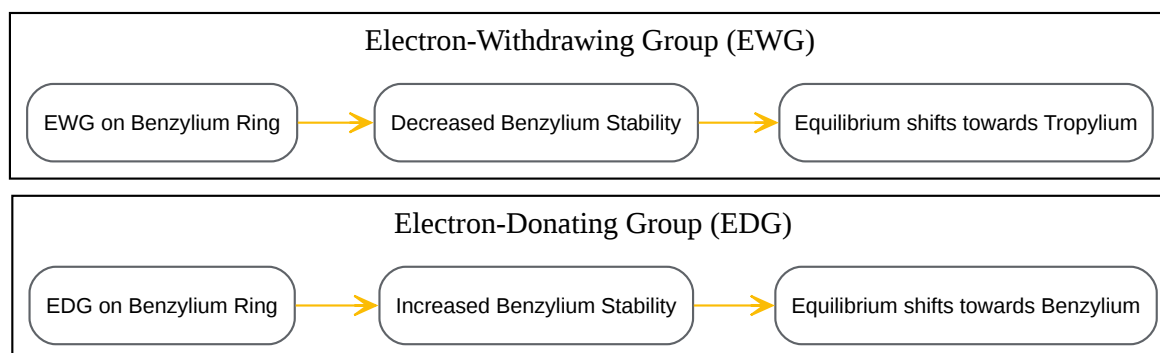 Electron-Withdrawing Group (EWG)
EWG on Benzylium Ring
Decreased Benzylium Stability
Equilibrium shifts towards Tropylium
Electron-Donating Group (EDG)
EDG on Benzylium Ring
Increased Benzylium Stability
Equilibrium shifts towards Benzylium